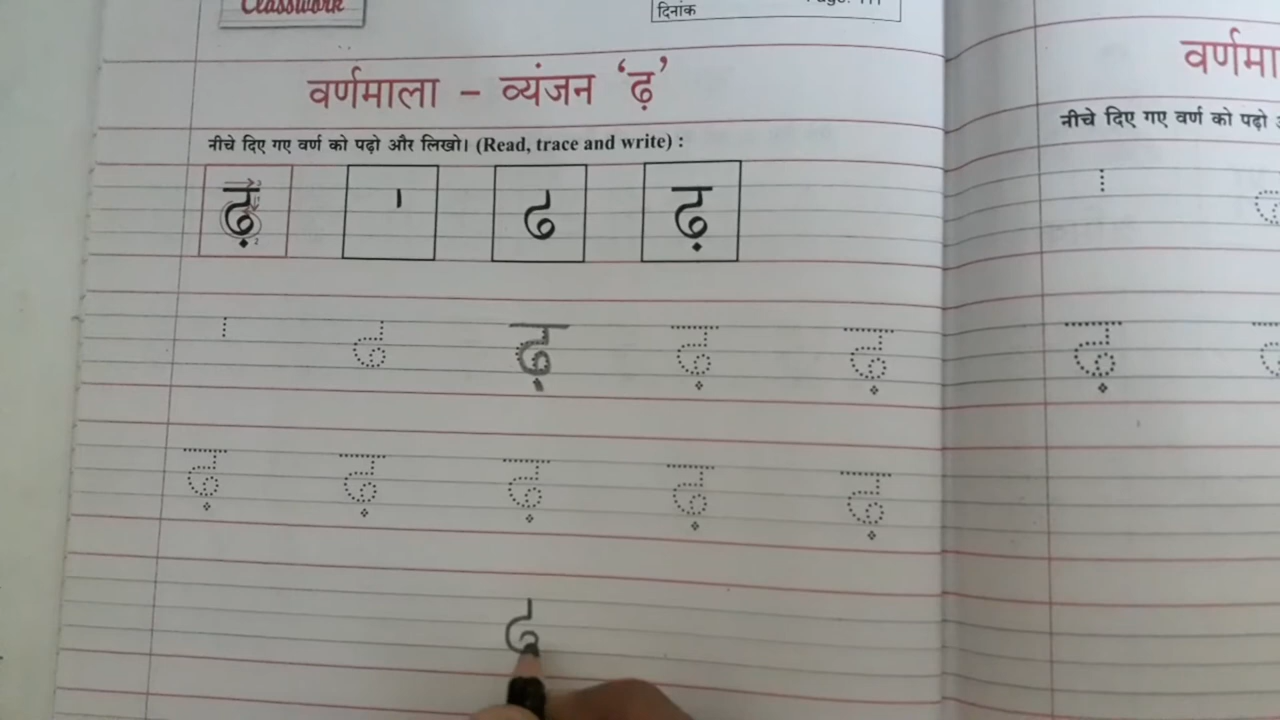 Classwork
दिनांक
वर्णमाला – व्यंजन ‘ढ़’
नीचे दिए गए वर्ण को पढ़ो और लिखो। (Read, trace and write) :
ढ़ ' ढ ढ़
' ढ ढ़ ढ़ ढ़
ढ़ ढ़ ढ़ ढ़ ढ़
ढ
वर्णमा
नीचे दिए गए वर्ण को पढ़ो
ढ़